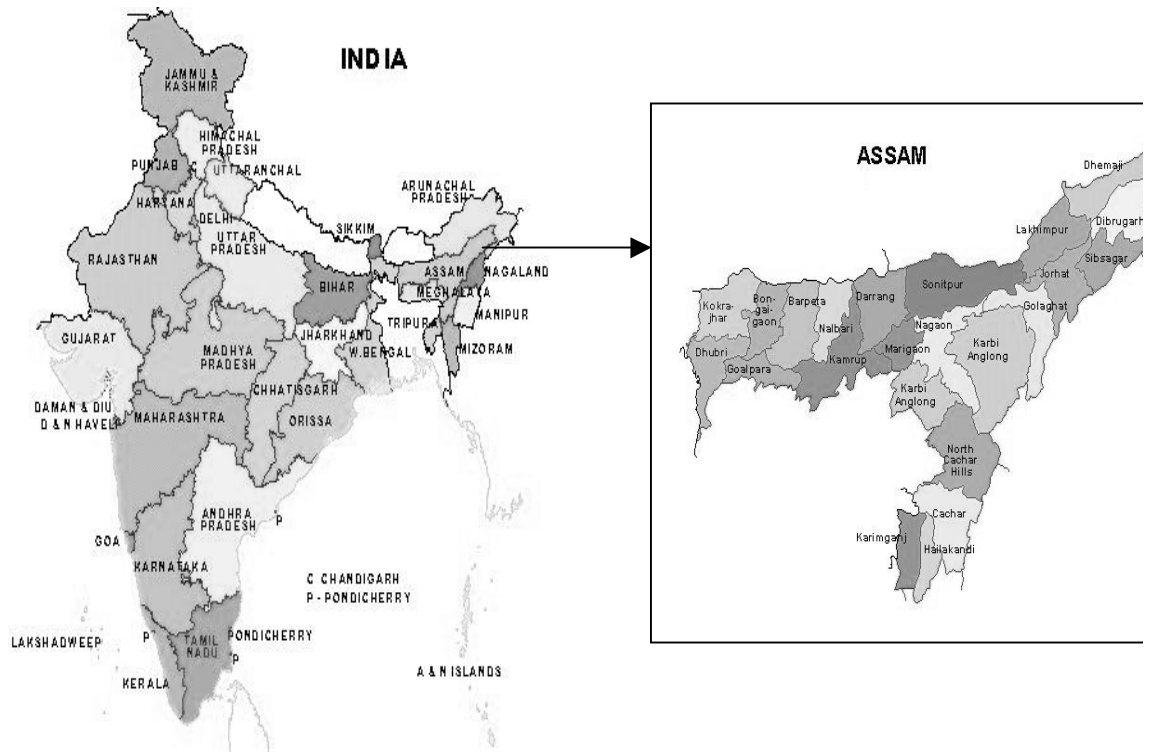 INDIA
JAMMU &
KASHMIR
HIMACHAL
PRADESH
PUNJAB
C
UTTARANCHAL
HARYANA
DELHI
UTTAR
PRADESH
SIKKIM
ARUNACHAL
PRADESH
RAJASTHAN
BIHAR
ASSAM
NAGALAND
MEGHALAYA
MANIPUR
TRIPURA
MIZORAM
GUJARAT
JHARKHAND
W.BENGAL
MADHYA
PRADESH
CHHATISGARH
DAMAN & DIU
D & N HAVELI
MAHARASHTRA
ORISSA
ANDHRA
PRADESH
P
GOA
KARNATAKA
C CHANDIGARH
P - PONDICHERRY
LAKSHADWEEP
P
TAMIL
NADU
PONDICHERRY
P
KERALA
A & N ISLANDS
ASSAM
Dhemaji
Dibrugarh
Lakhimpur
Sibsagar
Jorhat
Sonitpur
Golaghat
Kokra-
jhar
Bon-
gai-
gaon
Barpeta
Darrang
Nalbari
Nagaon
Dhubri
Goalpara
Kamrup
Marigaon
Karbi
Anglong
Karbi
Anglong
North
Cachar
Hills
Cachar
Karimganj
Hailakandi